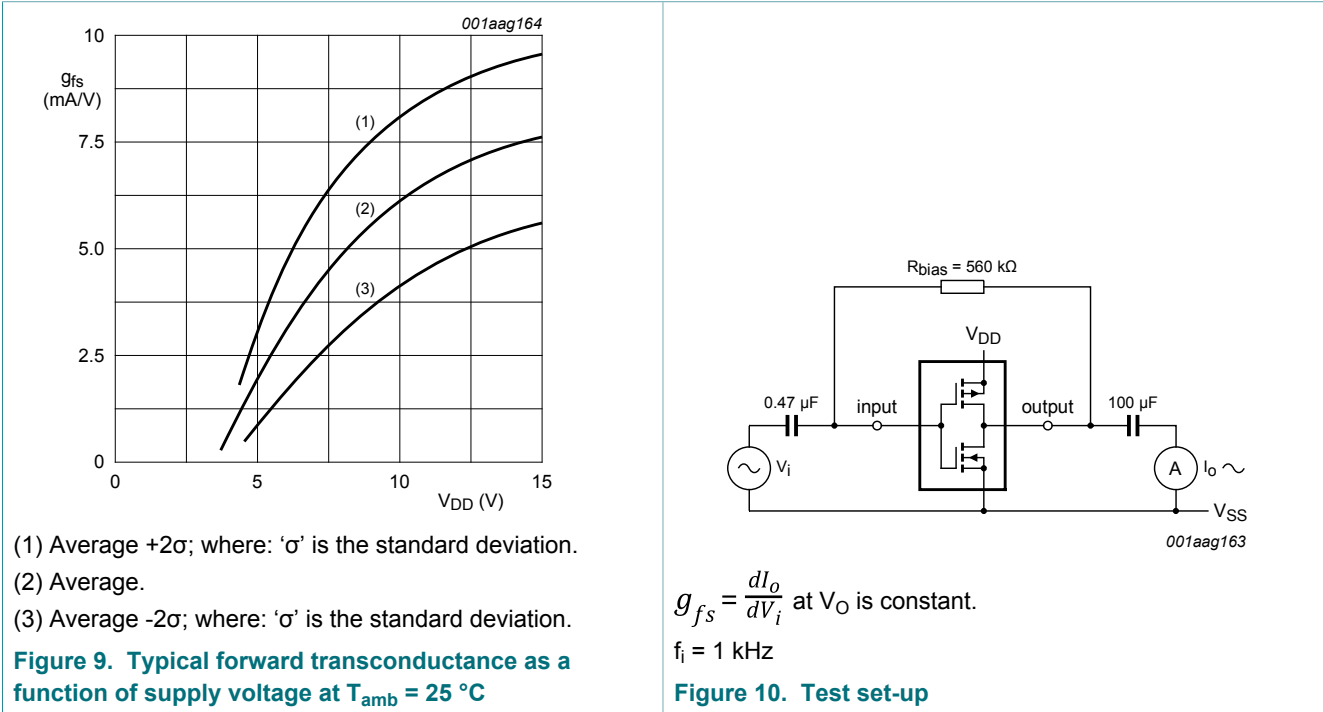 001aag164
10
gfs
(mA/V)
7.5
5.0
2.5
0
(1)
(2)
(3)
0 5 10 15
VDD (V)
(1) Average +2σ; where: ‘σ’ is the standard deviation.
(2) Average.
(3) Average -2σ; where: ‘σ’ is the standard deviation.
Figure 9. Typical forward transconductance as a
function of supply voltage at Tamb = 25 °C
Rbias = 560 kΩ
VDD
0.47 μF
input
output
100 μF
Vi
A
Io
VSS
001aag163
gfs = dIo/dVi at VO is constant.
fi = 1 kHz
Figure 10. Test set-up